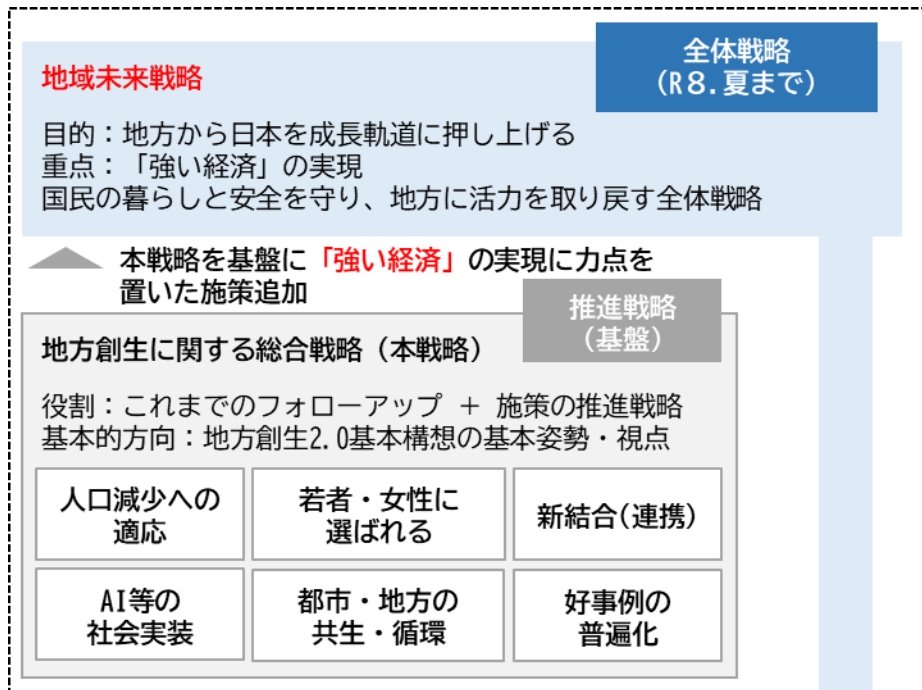 全体戦略
(R8.夏まで)
地域未来戦略
目的：地方から日本を成長軌道に押し上げる
重点：「強い経済」の実現
国民の暮らしと安全を守り、地方に活力を取り戻す全体戦略
本戦略を基盤に「強い経済」の実現に力点を
置いた施策追加
推進戦略
(基盤)
地方創生に関する総合戦略（本戦略）
役割：これまでのフォローアップ ＋ 施策の推進戦略
基本的方向：地方創生2.0基本構想の基本姿勢・視点
人口減少への
適応
若者・女性に
選ばれる
新結合(連携)
AI等の
社会実装
都市・地方の
共生・循環
好事例の
普遍化